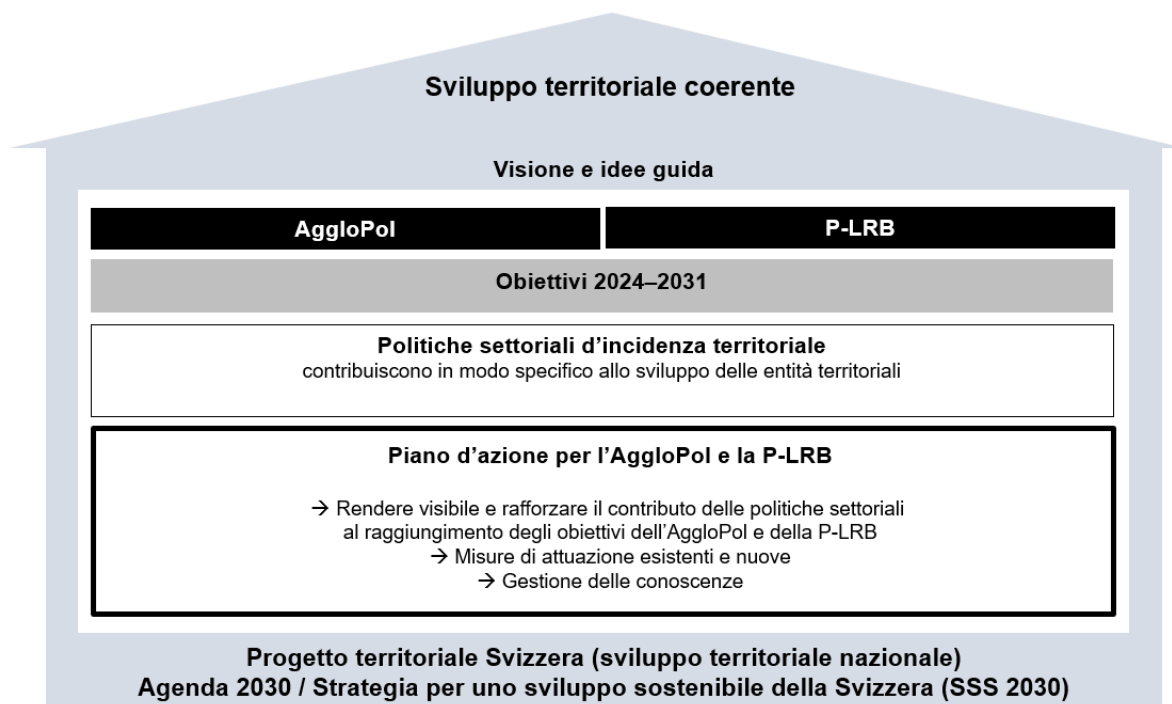 Sviluppo territoriale coerente
Visione e idee guida
AggloPol
P-LRB
Obiettivi 2024–2031
Politiche settoriali d’incidenza territoriale
contribuiscono in modo specifico allo sviluppo delle entità territoriali
Piano d’azione per l’AggloPol e la P-LRB
→ Rendere visibile e rafforzare il contributo delle politiche settoriali
al raggiungimento degli obiettivi dell’AggloPol e della P-LRB
→ Misure di attuazione esistenti e nuove
→ Gestione delle conoscenze
Progetto territoriale Svizzera (sviluppo territoriale nazionale)
Agenda 2030 / Strategia per uno sviluppo sostenibile della Svizzera (SSS 2030)